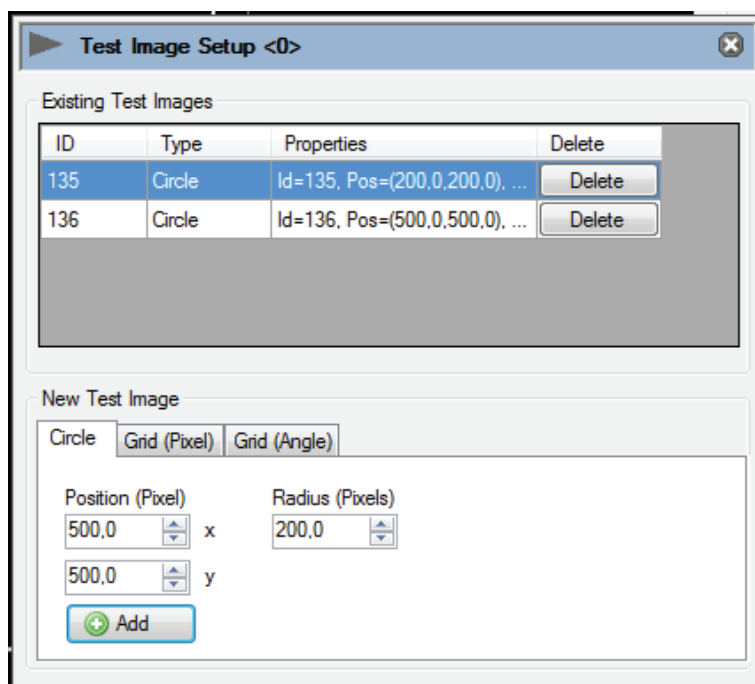 Test Image Setup <0>
Existing Test Images
ID Type Properties Delete
135 Circle Id=135, Pos=(200,0,200,0), ... Delete
136 Circle Id=136, Pos=(500,0,500,0), ... Delete
New Test Image
Circle Grid (Pixel) Grid (Angle)
Position (Pixel) Radius (Pixels)
500,0 x 200,0
500,0 y
Add